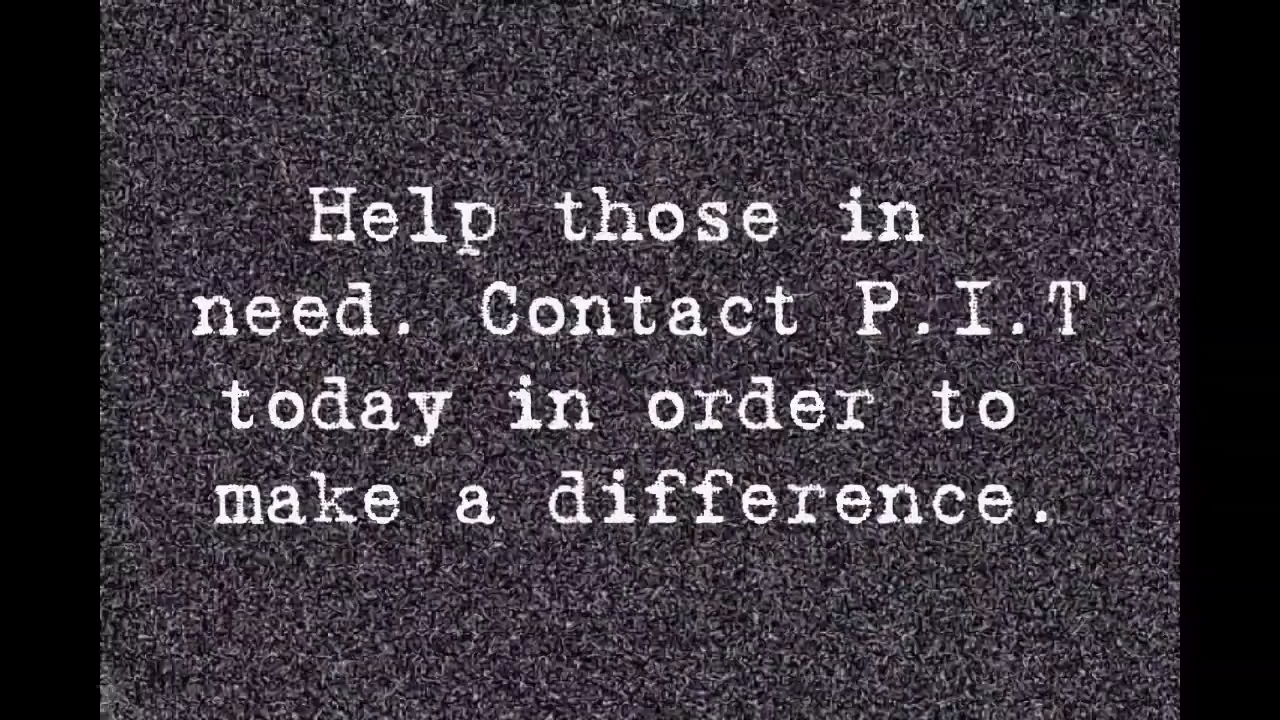 Help those in
need. Contact P.I.T
today in order to
make a difference.